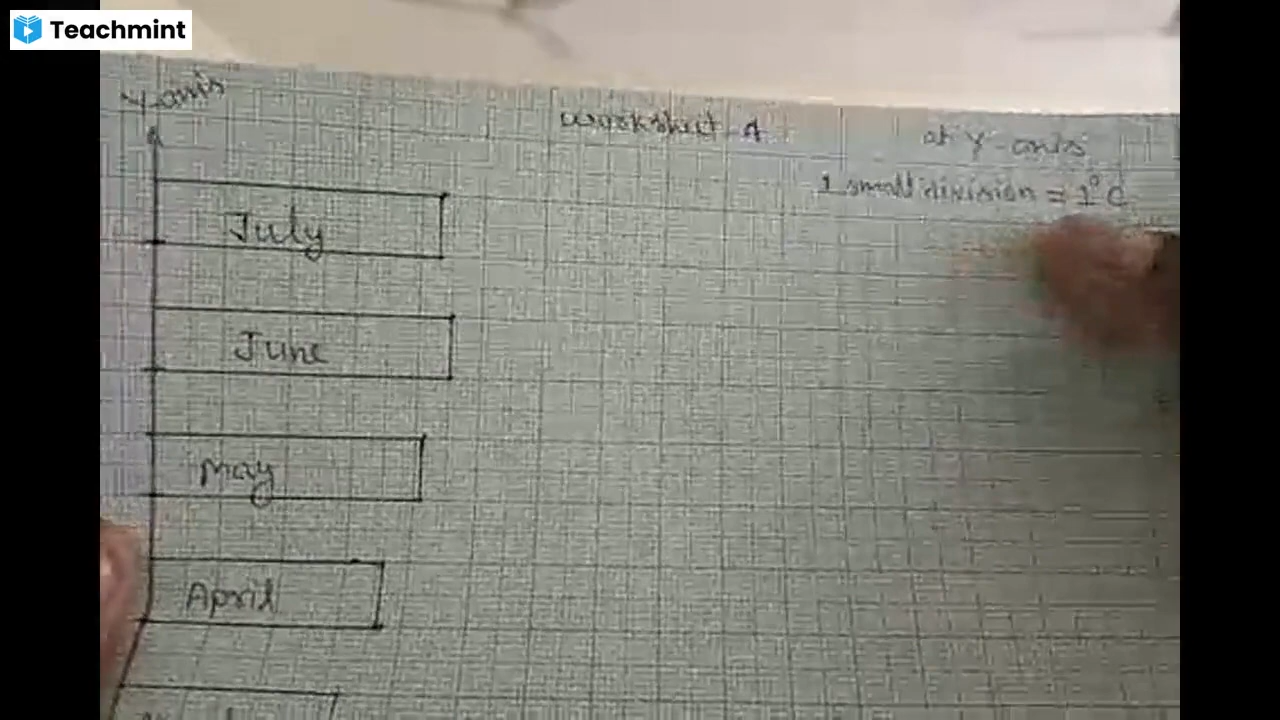 Teachmint
Y-axis
Worksheet 4
at Y-axis
1 small division = 1°C
July
June
May
April